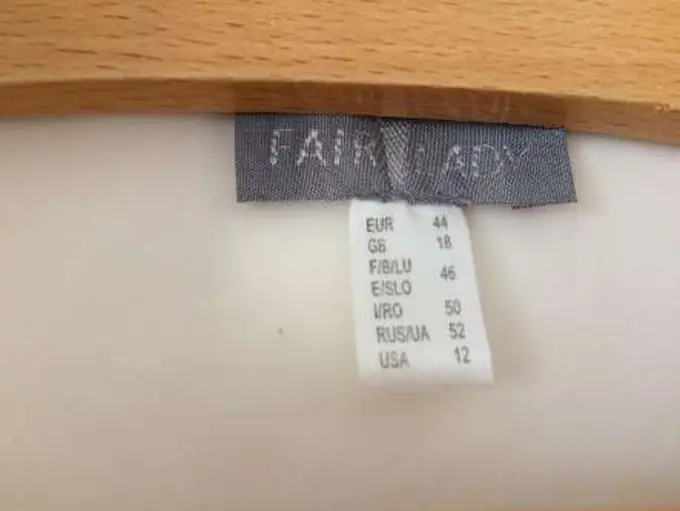 FAIR LADY
EUR 44
GB 18
F/B/LU 46
E/SLO
I/RO 50
RUS/UA 52
USA 12